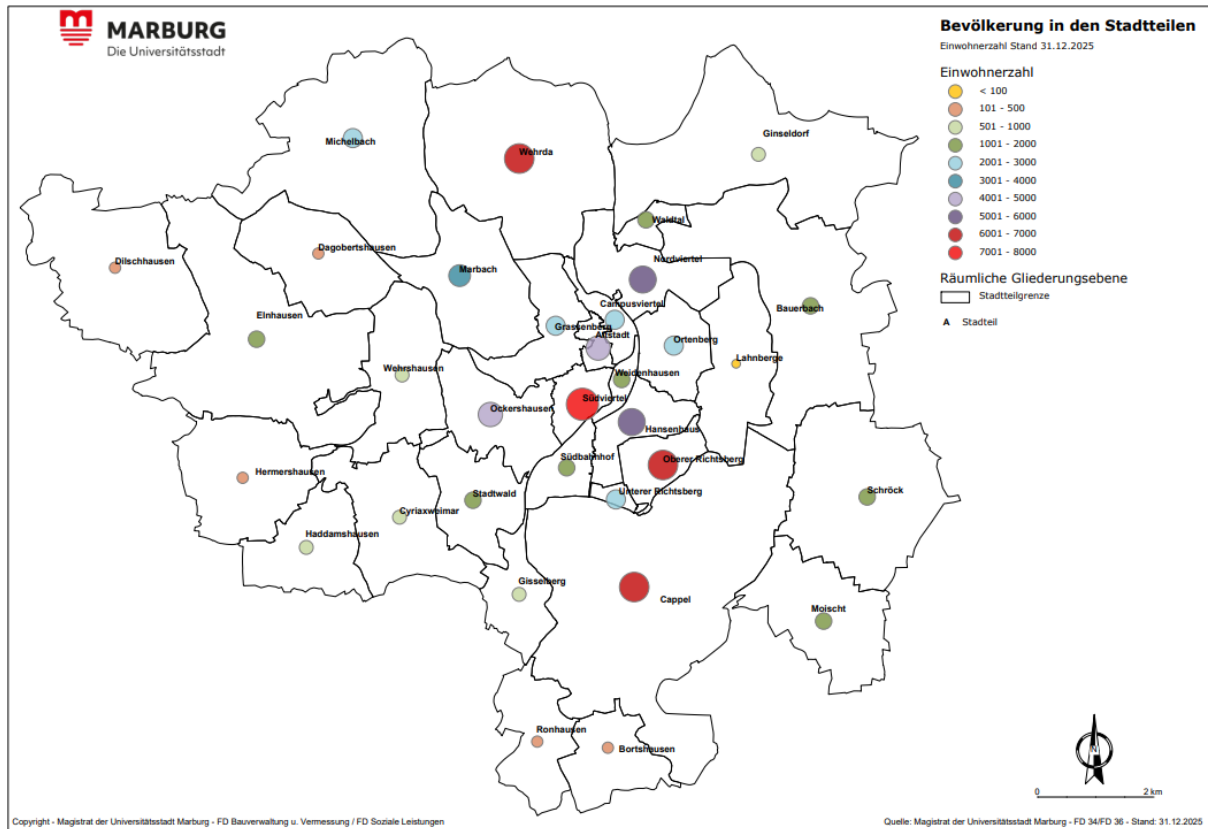 MARBURG
Die Universitätsstadt
Bevölkerung in den Stadtteilen
Einwohnerzahl Stand 31.12.2025
Einwohnerzahl
< 100
101 - 500
501 - 1000
1001 - 2000
2001 - 3000
3001 - 4000
4001 - 5000
5001 - 6000
6001 - 7000
7001 - 8000
Räumliche Gliederungsebene
Stadtteilgrenze
A Stadteil
Michelbach
Wehrda
Ginseldorf
Waldtal
Dagobertshausen
Dilschhausen
Marbach
Nordviertel
Elnhausen
Campusviertel
Bauerbach
Grassenberg
Altstadt
Ortenberg
Lahnberge
Wehrshausen
Weidenhausen
Südviertel
Ockershausen
Hansenhaus
Südbahnhof
Oberer Richtsberg
Hermershausen
Stadtwald
Unterer Richtsberg
Schröck
Cyriaxweimar
Haddamshausen
Gisselberg
Cappel
Moischt
Ronhausen
Bortshausen
N
0 2 km
Copyright - Magistrat der Universitätsstadt Marburg - FD Bauverwaltung u. Vermessung / FD Soziale Leistungen
Quelle: Magistrat der Universitätsstadt Marburg - FD 34/FD 36 - Stand: 31.12.2025